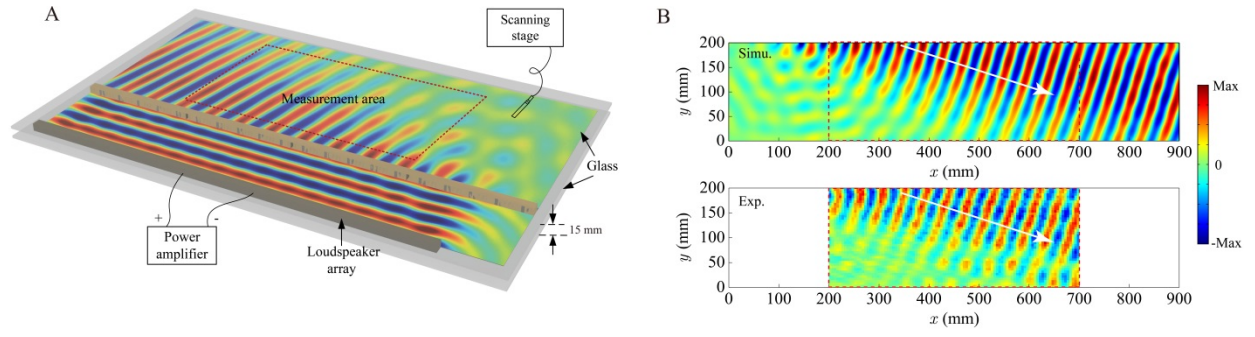 A
Scanning
stage
Measurement area
Glass
15 mm
+
-
Power
amplifier
Loudspeaker
array
B
Simu.
200
150
100
50
0
y (mm)
0 100 200 300 400 500 600 700 800 900
x (mm)
Exp.
200
150
100
50
0
y (mm)
0 100 200 300 400 500 600 700 800 900
x (mm)
Max
0
-Max